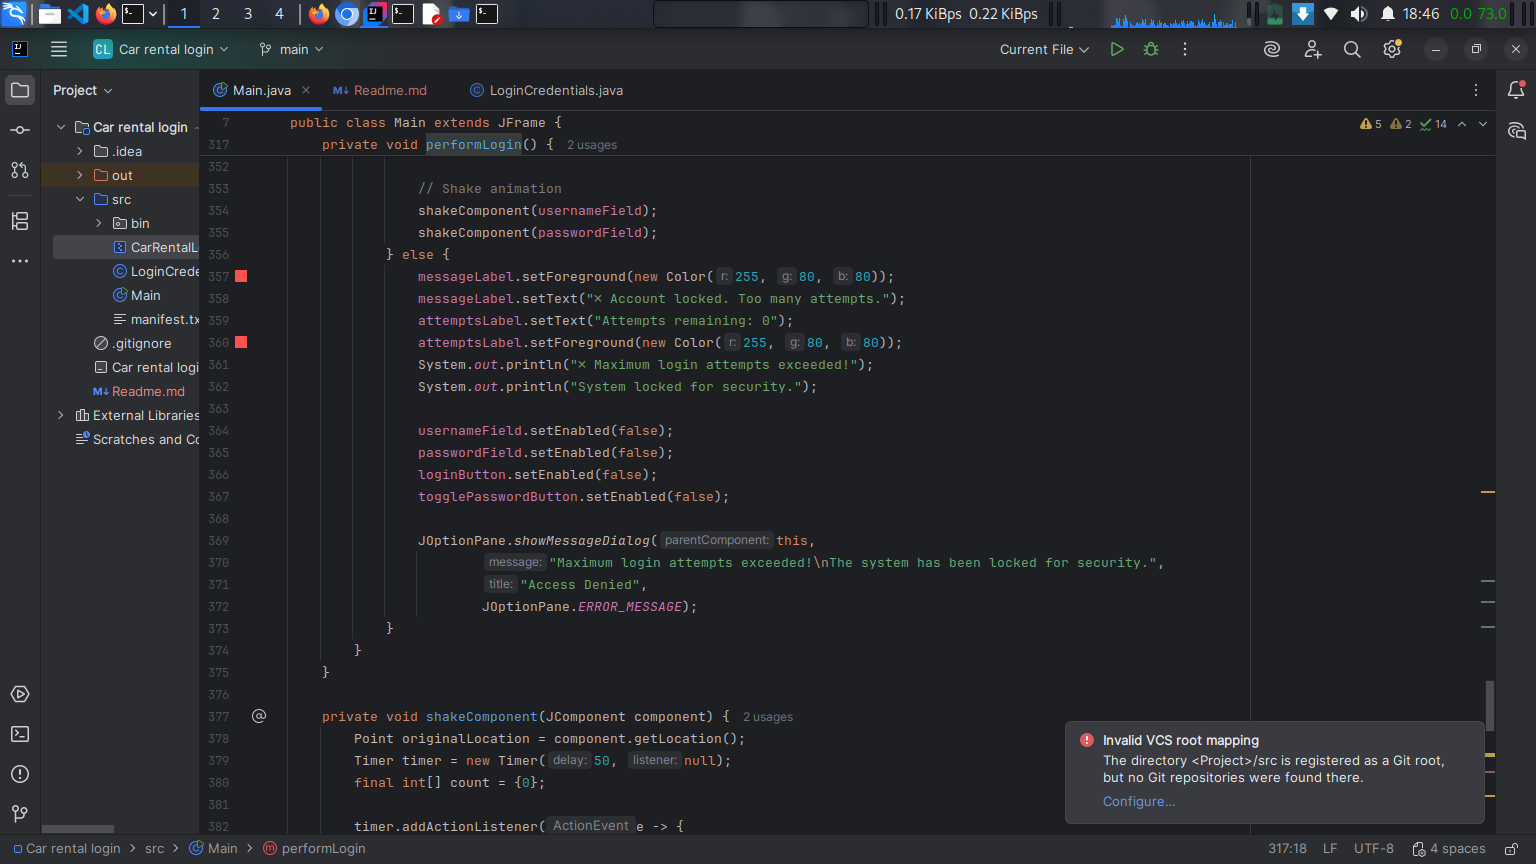 1 2 3 4 0.17 KiBps 0.22 KiBps 18:46 0.0 73.0
CL Car rental login main Current File
Project Main.java Readme.md LoginCredentials.java
Car rental login
.idea
out
src
bin
CarRentalL
LoginCrede
Main
manifest.tx
.gitignore
Car rental logi
Readme.md
External Libraries
Scratches and Co
5 2 14
7 public class Main extends JFrame {
317 private void performLogin() { 2 usages
352
353 // Shake animation
354 shakeComponent(usernameField);
355 shakeComponent(passwordField);
356 } else {
357 messageLabel.setForeground(new Color( r: 255, g: 80, b: 80));
358 messageLabel.setText("× Account locked. Too many attempts.");
359 attemptsLabel.setText("Attempts remaining: 0");
360 attemptsLabel.setForeground(new Color( r: 255, g: 80, b: 80));
361 System.out.println("× Maximum login attempts exceeded!");
362 System.out.println("System locked for security.");
363
364 usernameField.setEnabled(false);
365 passwordField.setEnabled(false);
366 loginButton.setEnabled(false);
367 togglePasswordButton.setEnabled(false);
368
369 JOptionPane.showMessageDialog( parentComponent: this,
370 message: "Maximum login attempts exceeded!\nThe system has been locked for security.",
371 title: "Access Denied",
372 JOptionPane.ERROR_MESSAGE);
373 }
374 }
375 }
376
377 private void shakeComponent(JComponent component) { 2 usages
378 Point originalLocation = component.getLocation();
379 Timer timer = new Timer( delay: 50, listener: null);
380 final int[] count = {0};
381
382 timer.addActionListener( ActionEvent e -> {
Invalid VCS root mapping
The directory <Project>/src is registered as a Git root,
but no Git repositories were found there.
Configure...
Car rental login > src > Main > performLogin 317:18 LF UTF-8 4 spaces